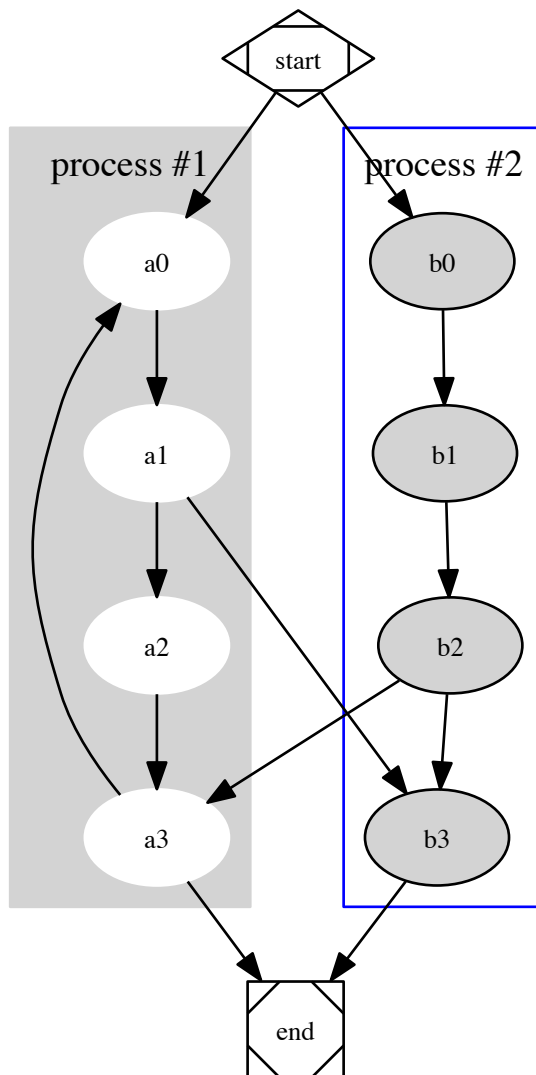 start
process #1
process #2
a0
b0
a1
b1
a2
b2
a3
b3
end